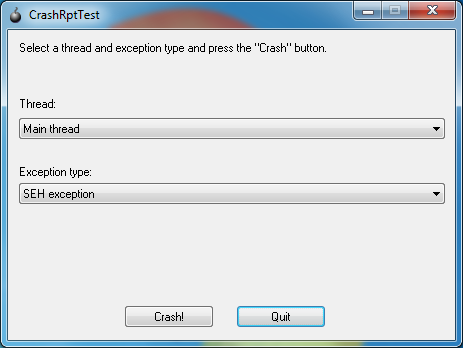 CrashRptTest
Select a thread and exception type and press the "Crash" button.
Thread:
Main thread
Exception type:
SEH exception
Crash!
Quit